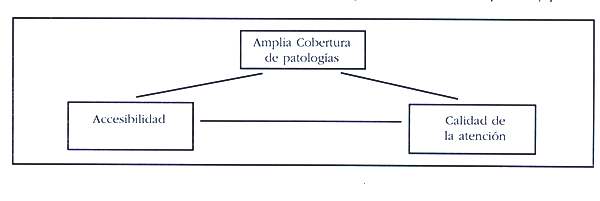 Amplia Cobertura
de patologías
Accesibilidad
Calidad de
la atención